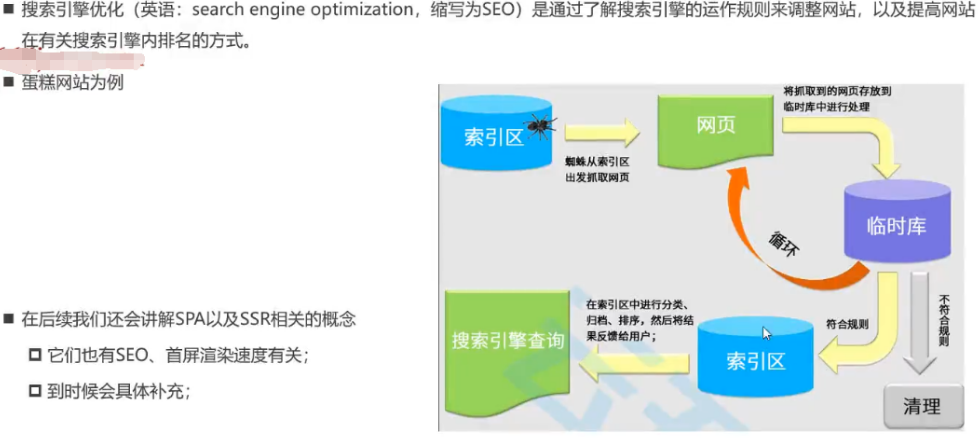 搜索引擎优化（英语：search engine optimization，缩写为SEO）是通过了解搜索引擎的运作规则来调整网站，以及提高网站
在有关搜索引擎内排名的方式。
蛋糕网站为例
索引区
蜘蛛从索引区
出发抓取网页
网页
将抓取到的网页存放到
临时库中进行处理
临时库
循环
符合规则
不符合规则
清理
索引区
在索引区中进行分类、
归档、排序，然后将结
果反馈给用户；
搜索引擎查询
在后续我们还会讲解SPA以及SSR相关的概念
它们也有SEO、首屏渲染速度有关；
到时候会具体补充；